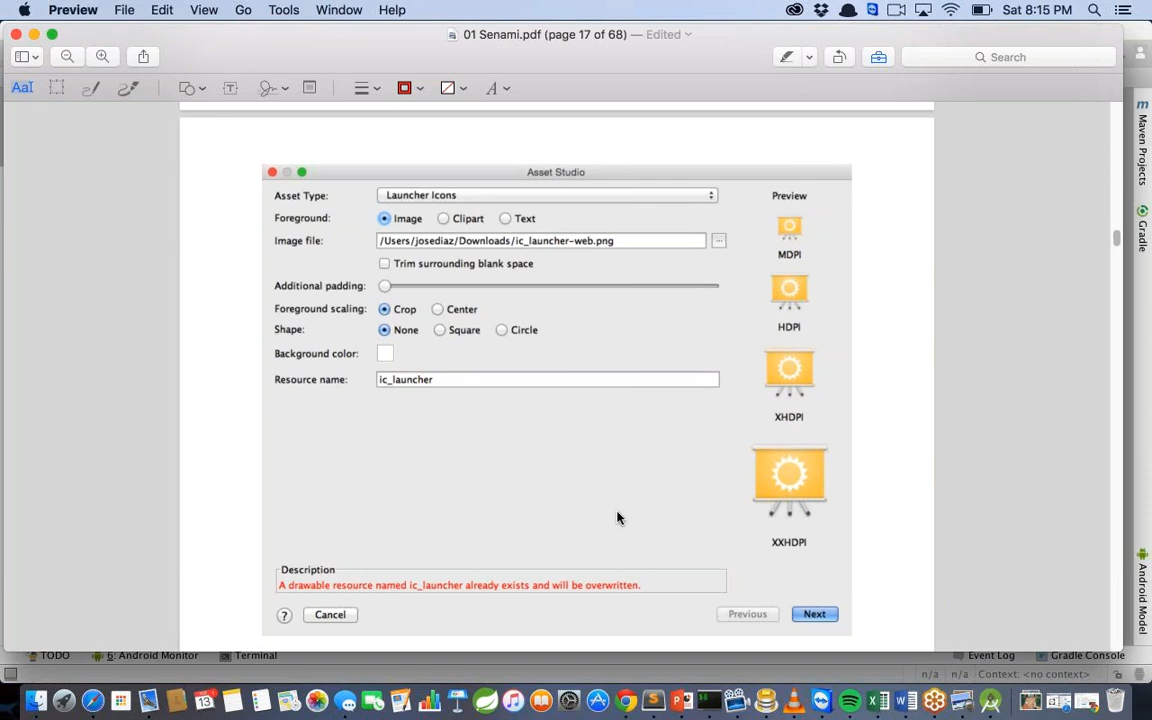 Preview File Edit View Go Tools Window Help Sat 8:15 PM
01 Senami.pdf (page 17 of 68) — Edited
Search
AaI
T
A
Asset Studio
Asset Type: Launcher Icons
Preview
Foreground: Image Clipart Text
Image file: /Users/josediaz/Downloads/ic_launcher-web.png ...
MDPI
Trim surrounding blank space
Additional padding:
Foreground scaling: Crop Center
HDPI
Shape: None Square Circle
Background color:
Resource name: ic_launcher
XHDPI
XXHDPI
Description
A drawable resource named ic_launcher already exists and will be overwritten.
? Cancel Previous Next
m Maven Projects
Gradle
Android Model
TODO 6: Android Monitor Terminal Event Log Gradle Console
n/a n/a Context: <no context>
13